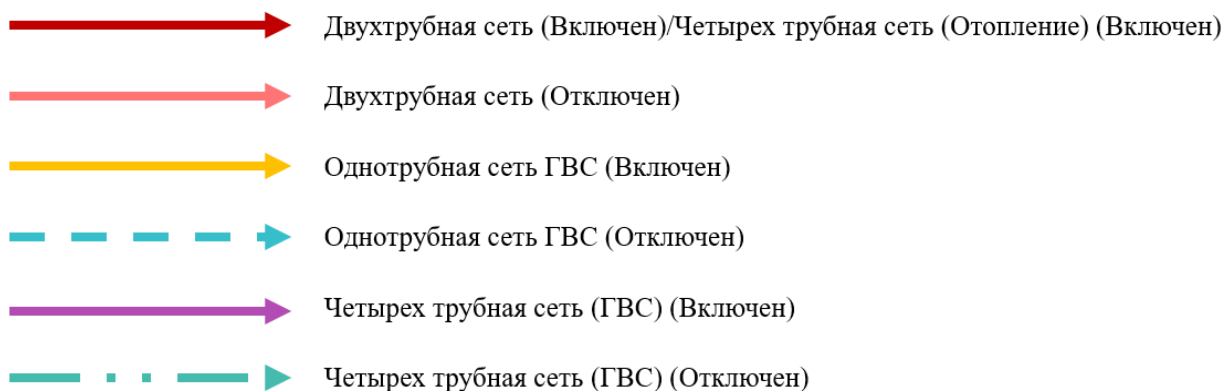 Двухтрубная сеть (Включен)/Четырех трубная сеть (Отопление) (Включен)
Двухтрубная сеть (Отключен)
Однотрубная сеть ГВС (Включен)
Однотрубная сеть ГВС (Отключен)
Четырех трубная сеть (ГВС) (Включен)
Четырех трубная сеть (ГВС) (Отключен)